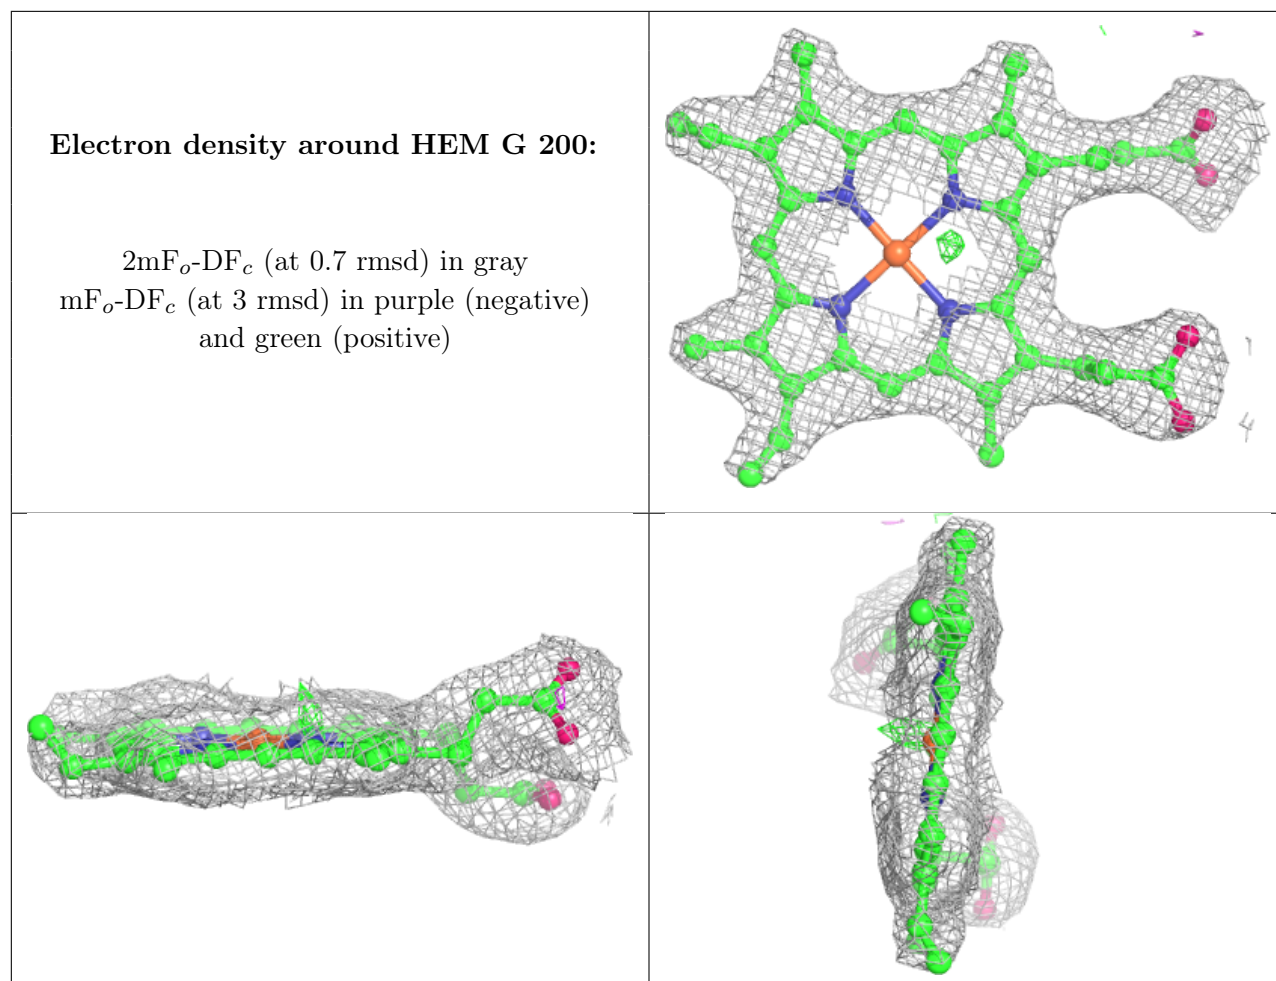 Electron density around HEM G 200:
2mFₒ-DF𝒸 (at 0.7 rmsd) in gray
mFₒ-DF𝒸 (at 3 rmsd) in purple (negative)
and green (positive)